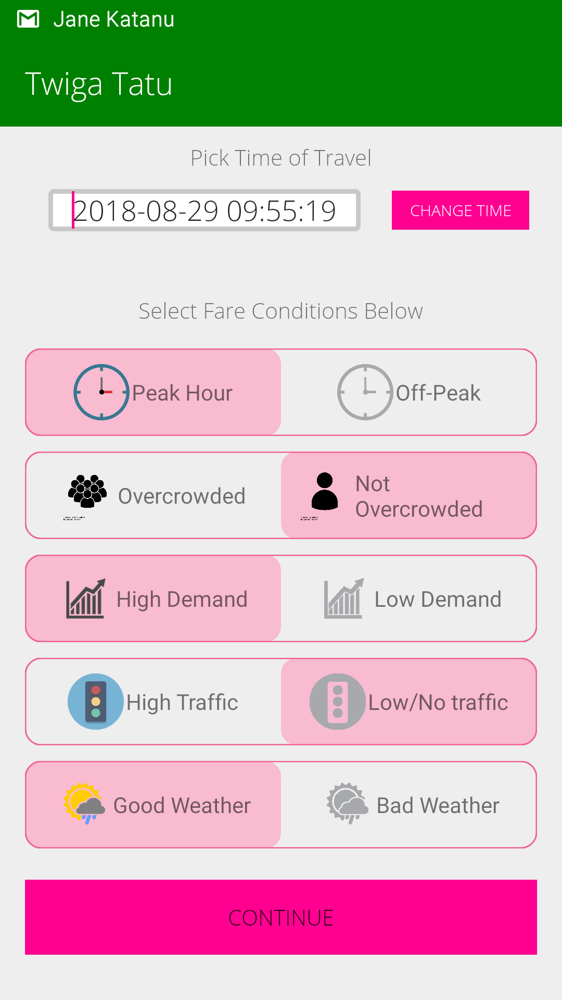 Jane Katanu
Twiga Tatu
Pick Time of Travel
2018-08-29 09:55:19
CHANGE TIME
Select Fare Conditions Below
Peak Hour
Off-Peak
Overcrowded
Not
Overcrowded
High Demand
Low Demand
High Traffic
Low/No traffic
Good Weather
Bad Weather
CONTINUE